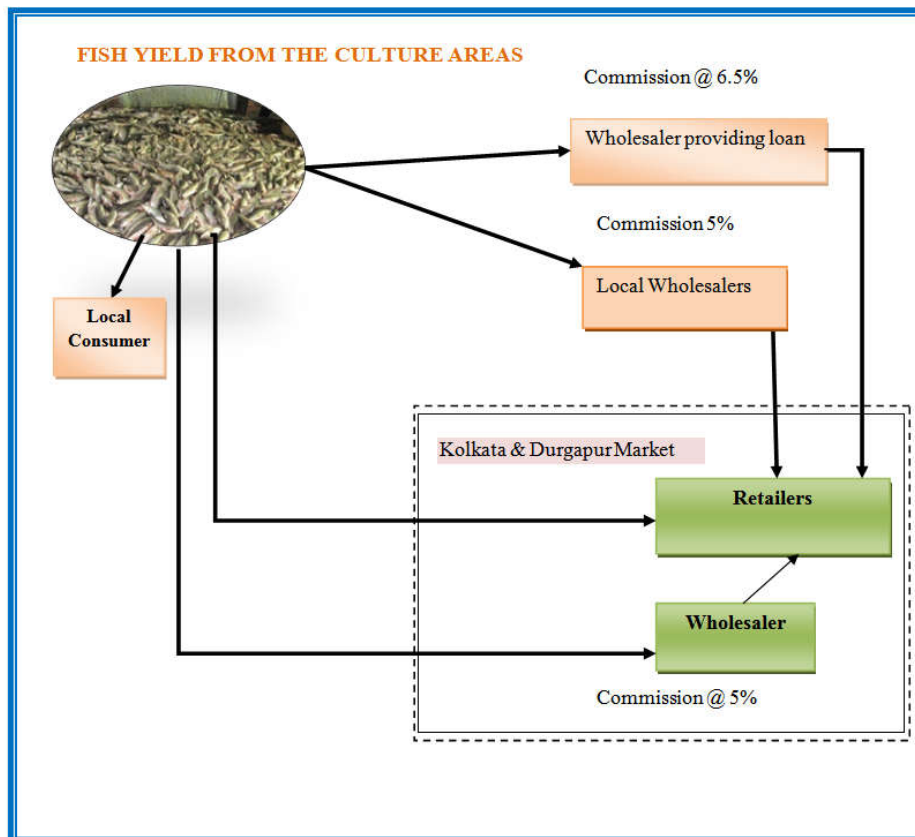 FISH YIELD FROM THE CULTURE AREAS
Commission @ 6.5%
Wholesaler providing loan
Commission 5%
Local Wholesalers
Local
Consumer
Kolkata & Durgapur Market
Retailers
Wholesaler
Commission @ 5%